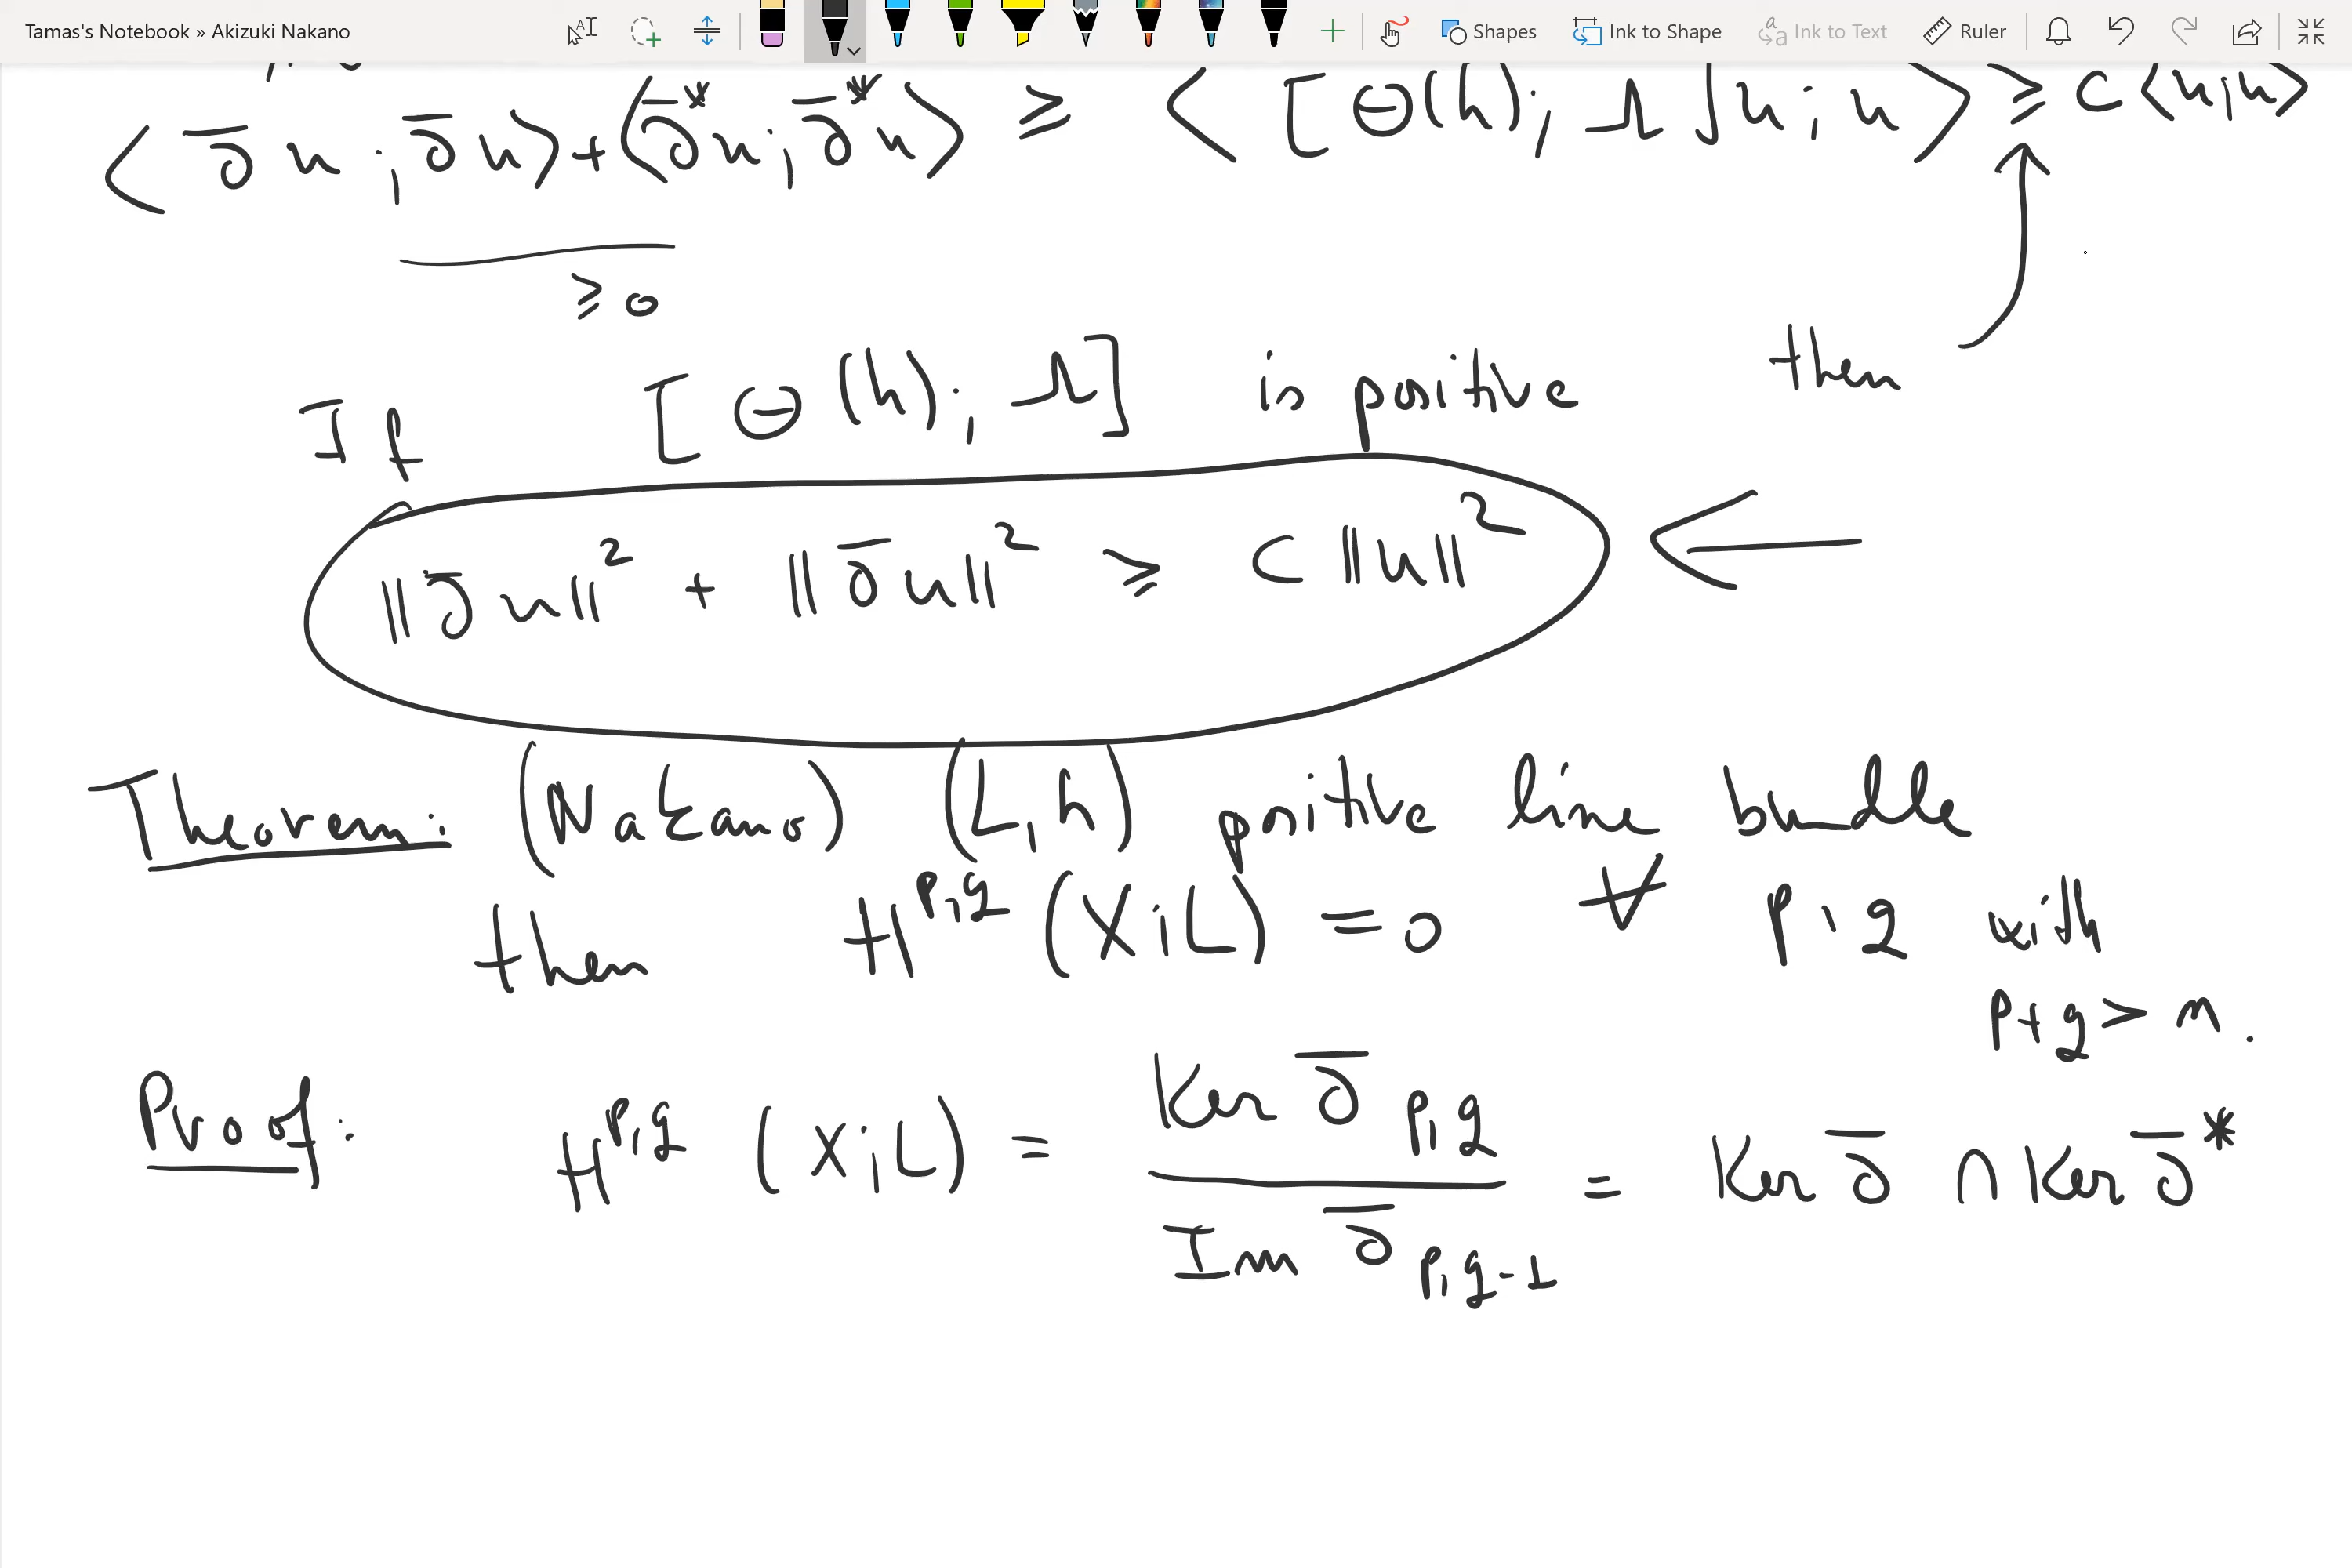 Tamas's Notebook » Akizuki Nakano Shapes Ink to Shape Ink to Text Ruler
⟨∂̄u; ∂̄u⟩ + ⟨∂̄*u; ∂̄*u⟩ ≥ ⟨[Θ(h); Λ]u; u⟩ ≥ C⟨u,u⟩
≥ 0
If [Θ(h); Λ] is positive then
‖∂̄u‖² + ‖∂̄u‖² ≥ C‖u‖² ←
Theorem: (Nakano) (L,h) positive line bundle
then H^{p,q}(X;L) = 0 ∀ p,q with
p+q > n.
Proof: H^{p,q}(X;L) = Ker ∂̄_{p,q} / Im ∂̄_{p,q-1} = Ker ∂̄ ∩ Ker ∂̄*